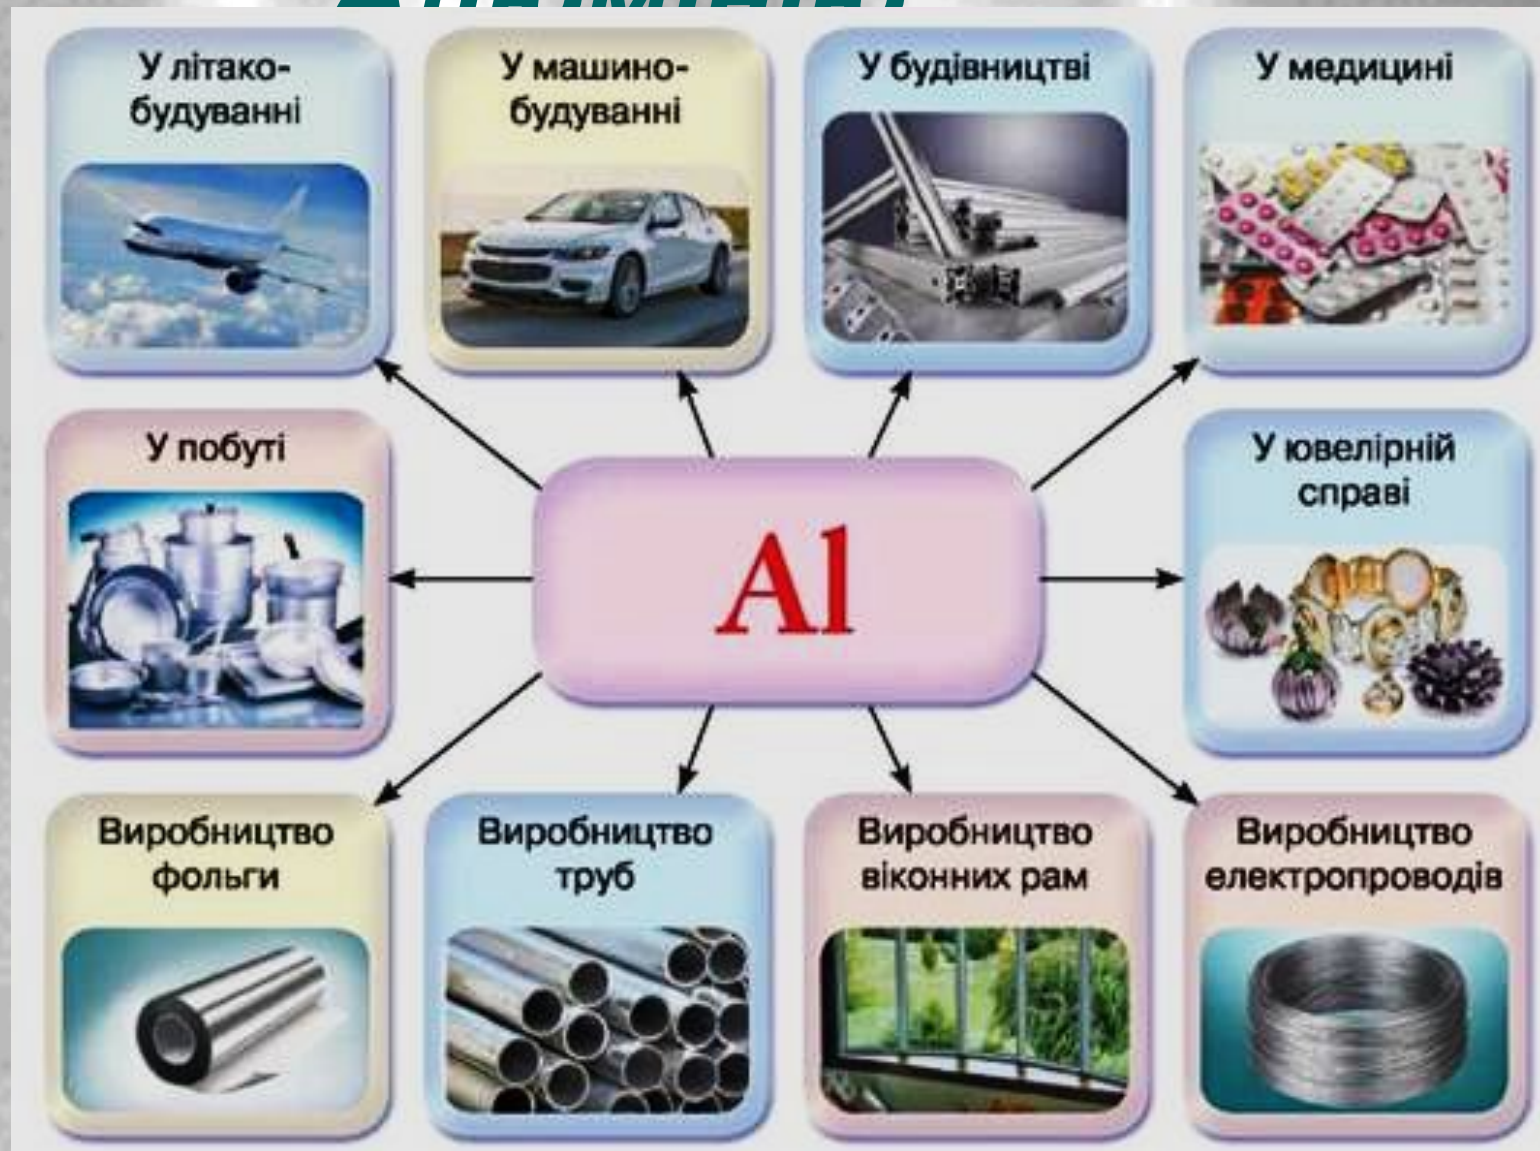 У літако-
будуванні
У машино-
будуванні
У будівництві
У медицині
У побуті
Al
У ювелірній
справі
Виробництво
фольги
Виробництво
труб
Виробництво
віконних рам
Виробництво
електропроводів